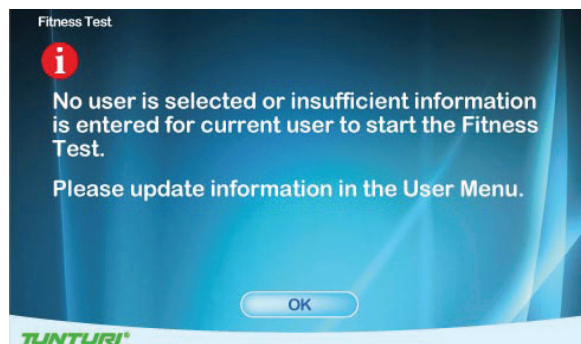 Fitness Test
i
No user is selected or insufficient information
is entered for current user to start the Fitness
Test.
Please update information in the User Menu.
OK
TUNTURI®